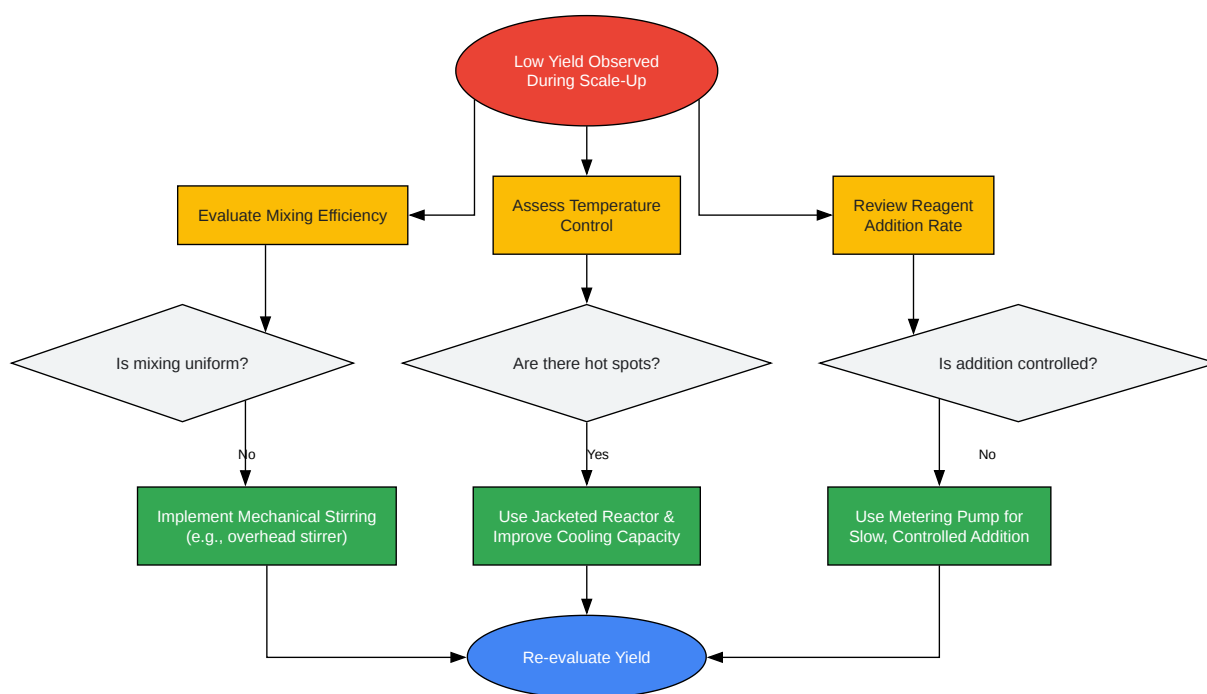 Low Yield Observed
During Scale-Up
Evaluate Mixing Efficiency
Assess Temperature
Control
Review Reagent
Addition Rate
Is mixing uniform?
Are there hot spots?
Is addition controlled?
No
Yes
No
Implement Mechanical Stirring
(e.g., overhead stirrer)
Use Jacketed Reactor &
Improve Cooling Capacity
Use Metering Pump for
Slow, Controlled Addition
Re-evaluate Yield